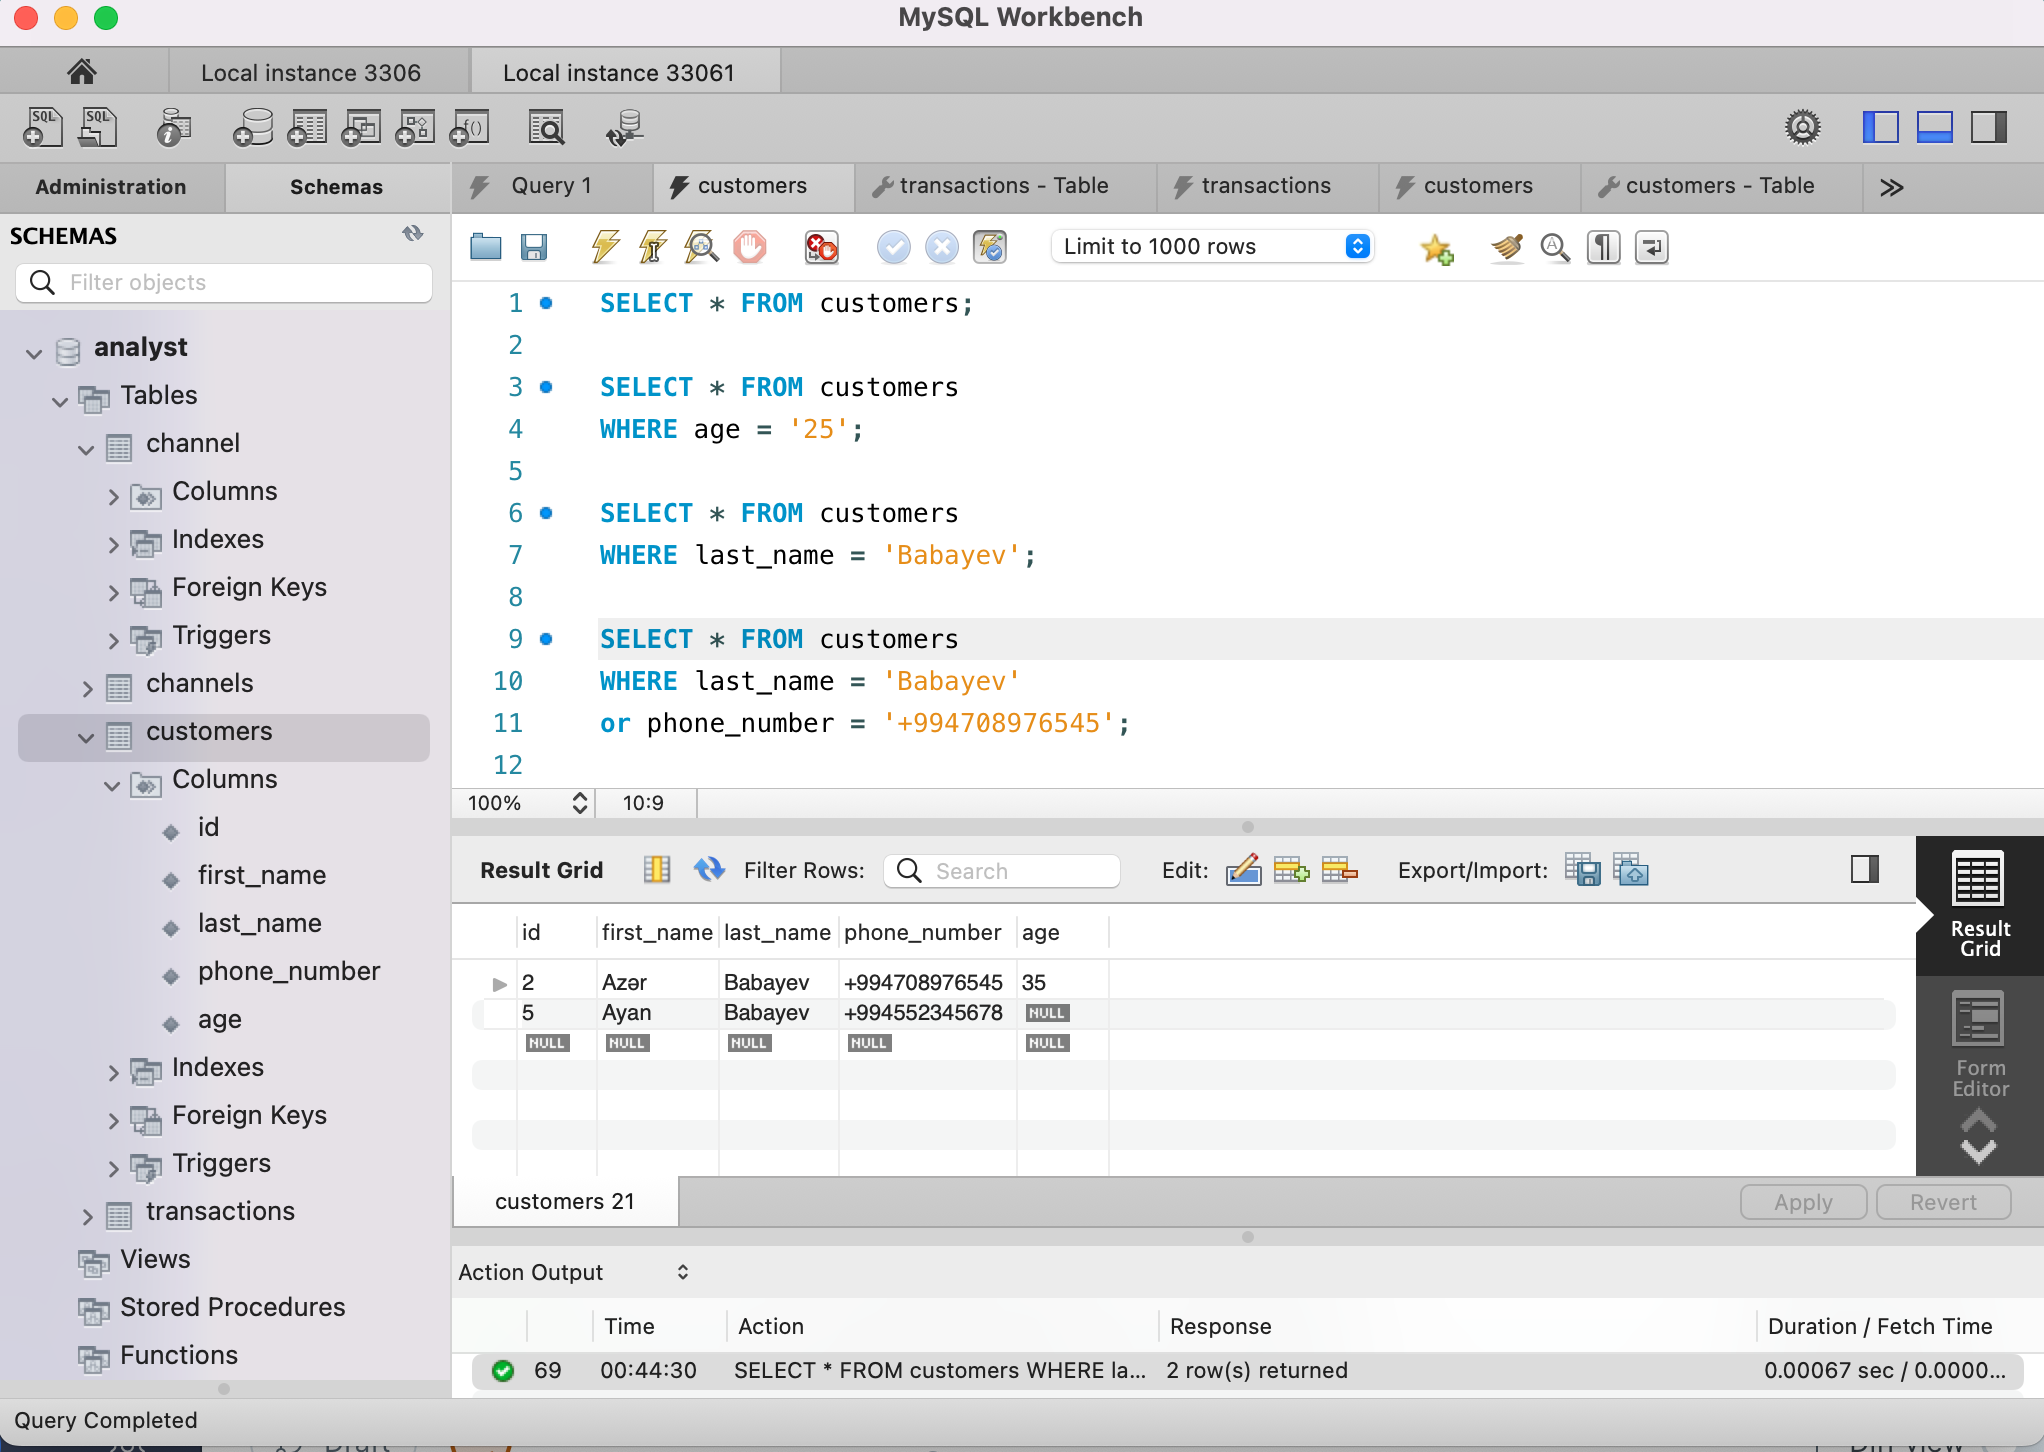 MySQL Workbench
Local instance 3306
Local instance 33061
SQL
SQL
Administration
Schemas
Query 1
customers
transactions - Table
transactions
customers
customers - Table
SCHEMAS
Filter objects
analyst
Tables
channel
Columns
Indexes
Foreign Keys
Triggers
channels
customers
Columns
id
first_name
last_name
phone_number
age
Indexes
Foreign Keys
Triggers
transactions
Views
Stored Procedures
Functions
Limit to 1000 rows
1 SELECT * FROM customers;
2
3 SELECT * FROM customers
4 WHERE age = '25';
5
6 SELECT * FROM customers
7 WHERE last_name = 'Babayev';
8
9 SELECT * FROM customers
10 WHERE last_name = 'Babayev'
11 or phone_number = '+994708976545';
12
100% 10:9
Result Grid Filter Rows: Search Edit: Export/Import:
id first_name last_name phone_number age
2 Azər Babayev +994708976545 35
5 Ayan Babayev +994552345678 NULL
NULL NULL NULL NULL NULL
Result
Grid
Form
Editor
customers 21
Apply Revert
Action Output
Time Action Response Duration / Fetch Time
69 00:44:30 SELECT * FROM customers WHERE la... 2 row(s) returned 0.00067 sec / 0.0000...
Query Completed